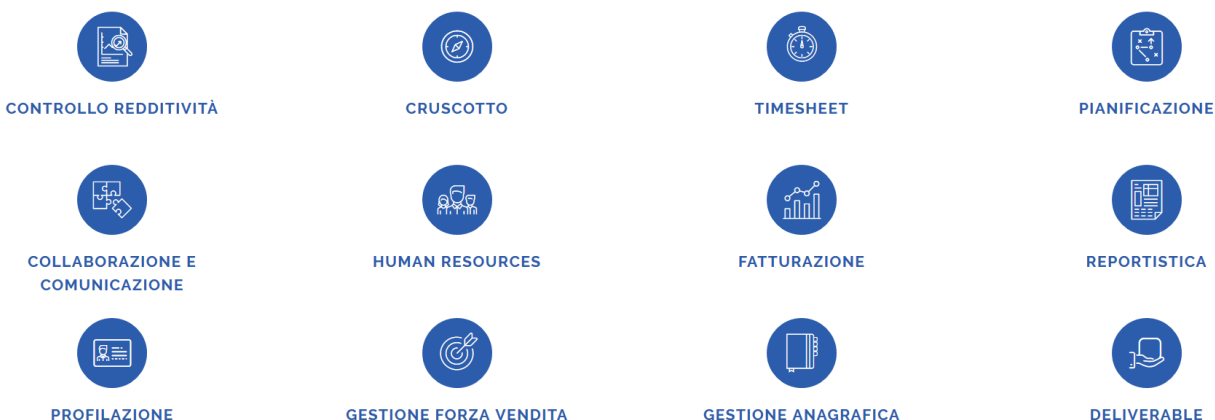 CONTROLLO REDDITIVITÀ
CRUSCOTTO
TIMESHEET
PIANIFICAZIONE
COLLABORAZIONE E
COMUNICAZIONE
HUMAN RESOURCES
FATTURAZIONE
REPORTISTICA
PROFILAZIONE
GESTIONE FORZA VENDITA
GESTIONE ANAGRAFICA
DELIVERABLE